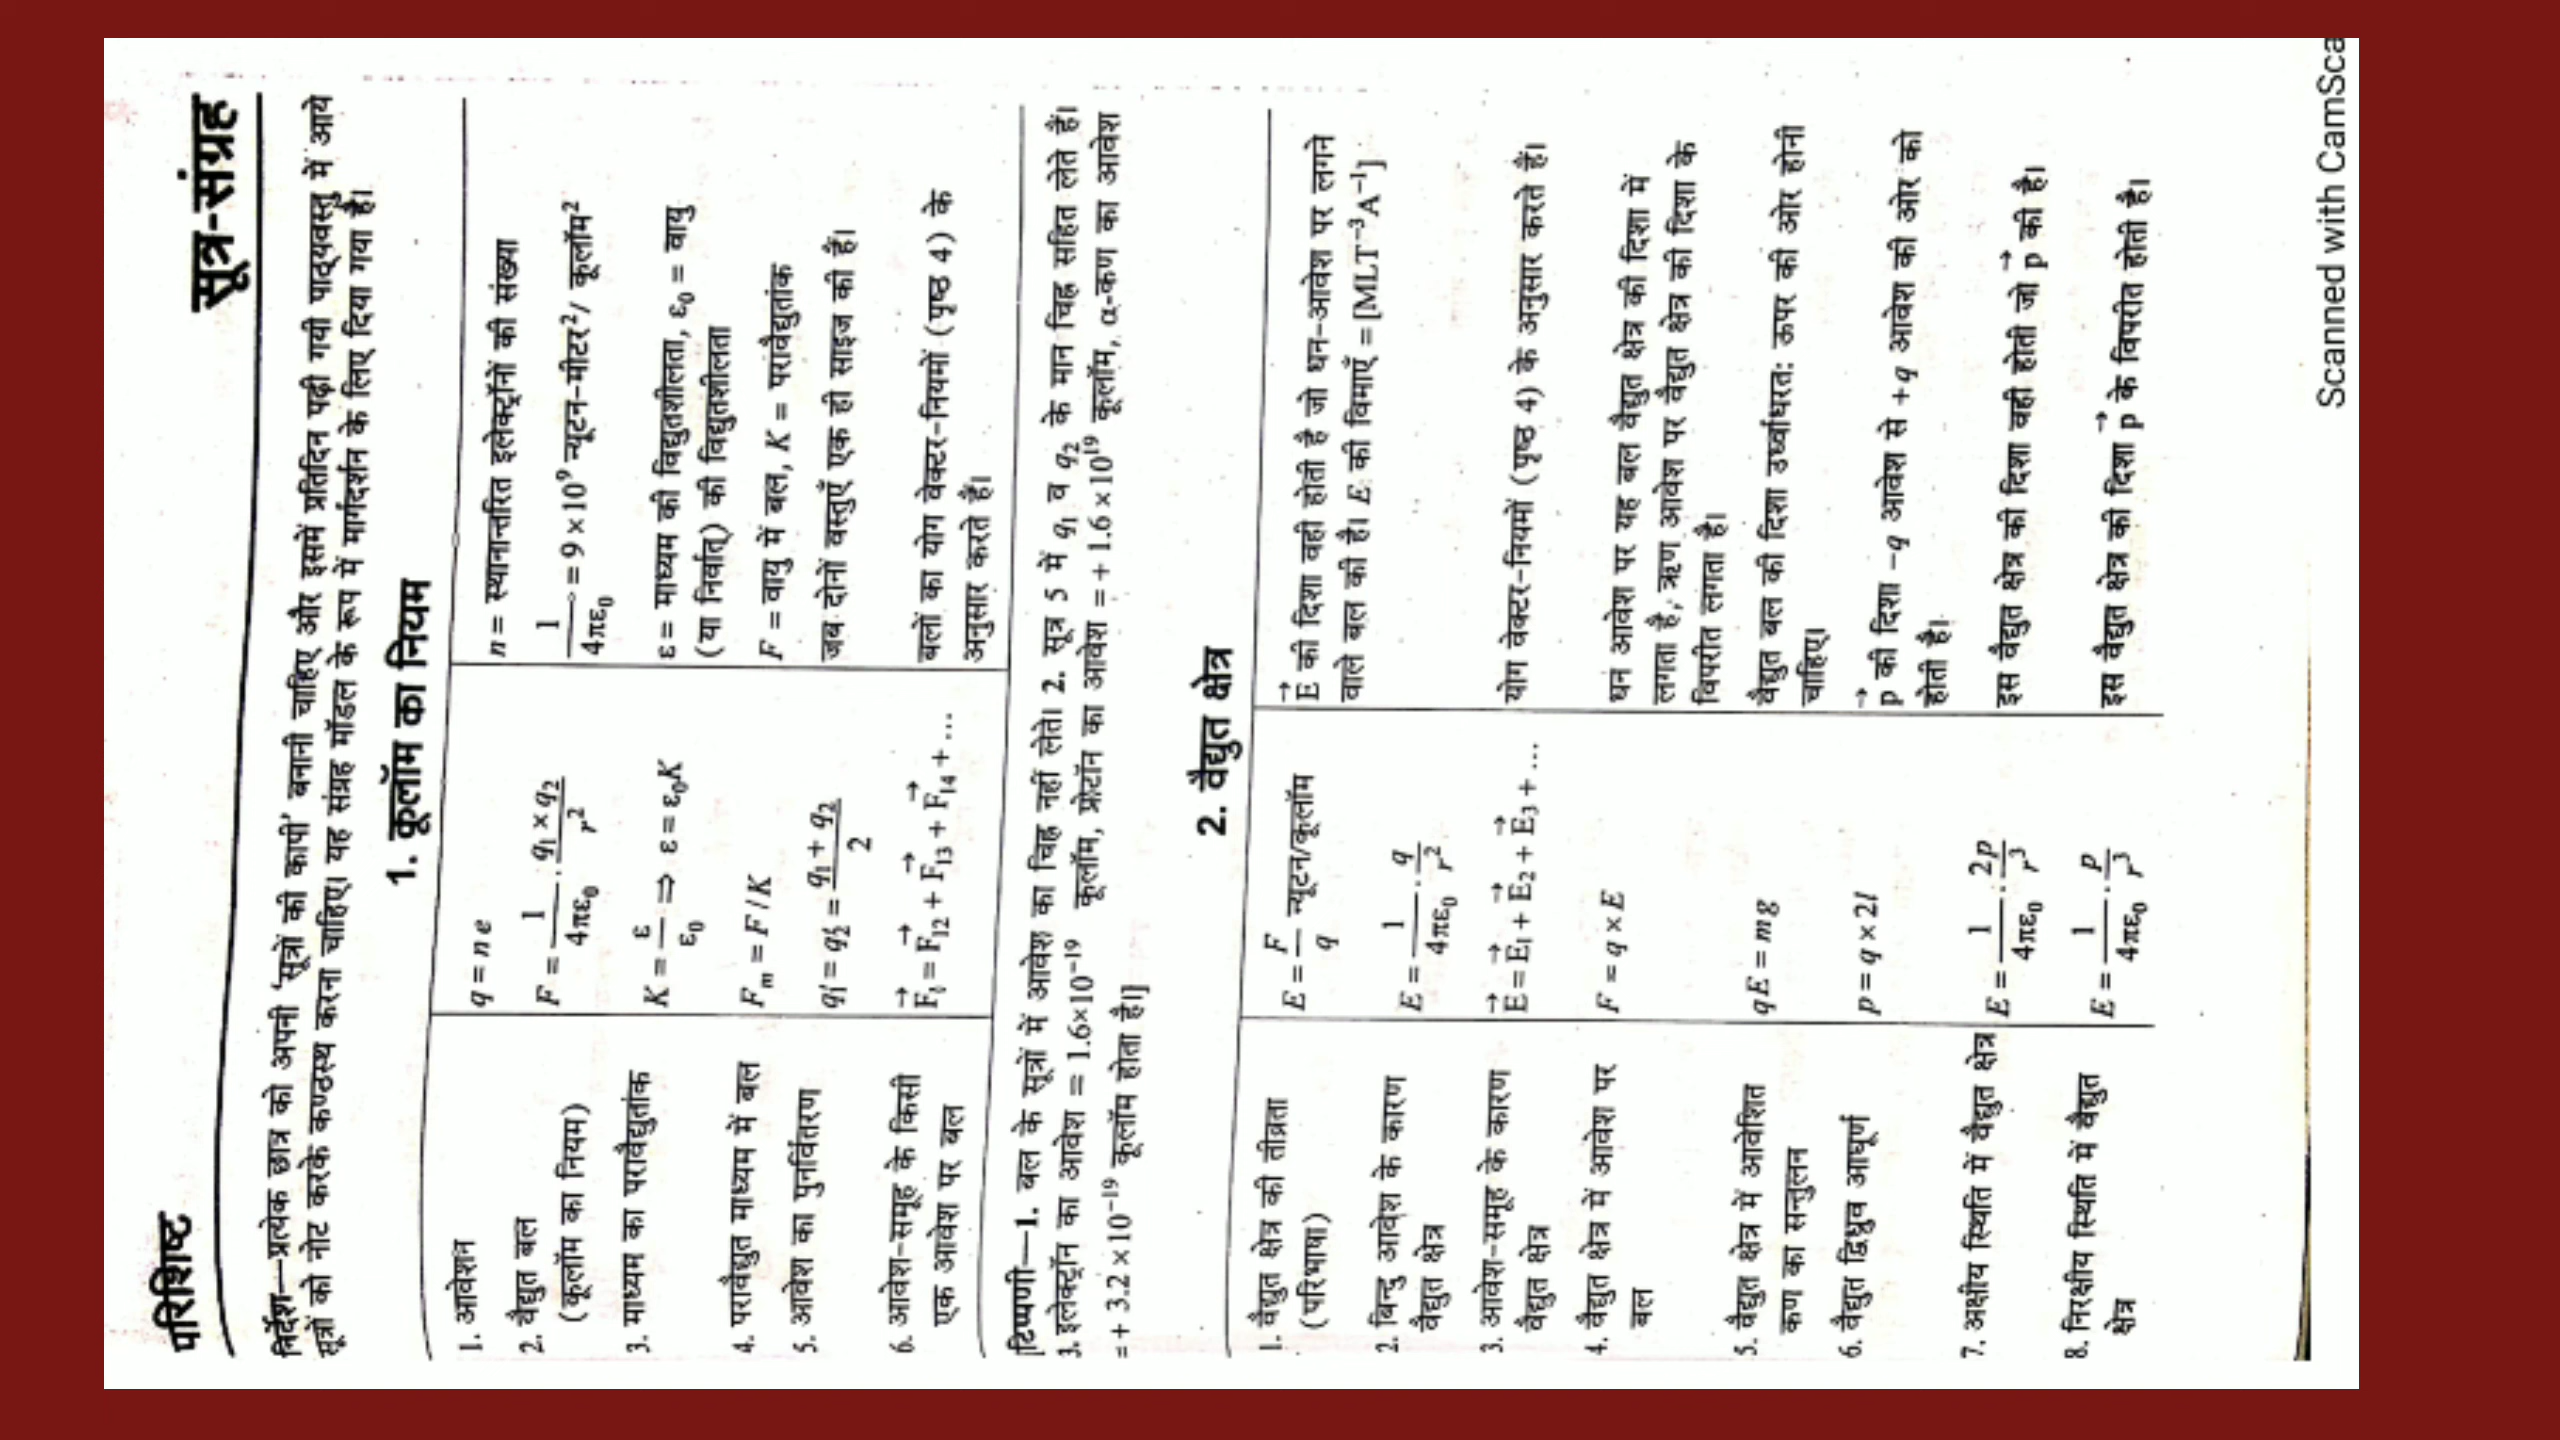 परिशिष्ट
सूत्र-संग्रह
निर्देश—प्रत्येक छात्र को अपनी 'सूत्रों की कापी' बनानी चाहिए और इसमें प्रतिदिन पढ़ी गयी पाठ्यवस्तु में आये
सूत्रों को नोट करके कण्ठस्थ करना चाहिए। यह संग्रह मॉडल के रूप में मार्गदर्शन के लिए दिया गया है।
1. कूलॉम का नियम
1. आवेशन q = n e n = स्थानान्तरित इलेक्ट्रॉनों की संख्या
2. वैद्युत बल (कूलॉम का नियम) F = 1/4πε₀ · q₁ × q₂/r² 1/4πε₀ = 9 × 10⁹ न्यूटन-मीटर²/ कूलॉम²
3. माध्यम का परावैद्युतांक K = ε/ε₀ ⇒ ε = ε₀K ε = माध्यम की विद्युतशीलता, ε₀ = वायु
(या निर्वात) की विद्युतशीलता
4. परावैद्युत माध्यम में बल Fₘ = F / K F = वायु में बल, K = परावैद्युतांक
5. आवेश का पुनर्वितरण q₁′ = q₂′ = q₁ + q₂/2 जब दोनों वस्तुएँ एक ही साइज की हैं।
6. आवेश-समूह के किसी F⃗₁ = F⃗₁₂ + F⃗₁₃ + F⃗₁₄ + ... बलों का योग वेक्टर-नियमों (पृष्ठ 4) के
एक आवेश पर बल अनुसार करते हैं।
[टिप्पणी—1. बल के सूत्रों में आवेश का चिह्न नहीं लेते। 2. सूत्र 5 में q₁ व q₂ के मान चिह्न सहित लेते हैं।
3. इलेक्ट्रॉन का आवेश = 1.6×10⁻¹⁹ कूलॉम, प्रोटॉन का आवेश = + 1.6 × 10¹⁹ कूलॉम, α-कण का आवेश
= + 3.2 × 10⁻¹⁹ कूलॉम होता है।]
2. वैद्युत क्षेत्र
1. वैद्युत क्षेत्र की तीव्रता E = F/q न्यूटन/कूलॉम E⃗ की दिशा वही होती है जो धन-आवेश पर लगने
(परिभाषा) वाले बल की है। E की विमाएँ = [MLT⁻³A⁻¹]
2. बिन्दु आवेश के कारण E = 1/4πε₀ · q/r²
वैद्युत क्षेत्र
3. आवेश-समूह के कारण E⃗ = E⃗₁ + E⃗₂ + E⃗₃ + ... योग वेक्टर-नियमों (पृष्ठ 4) के अनुसार करते हैं।
वैद्युत क्षेत्र
4. वैद्युत क्षेत्र में आवेश पर F = q × E धन आवेश पर यह बल वैद्युत क्षेत्र की दिशा में
बल लगता है, ऋण आवेश पर वैद्युत क्षेत्र की दिशा के
विपरीत लगता है।
5. वैद्युत क्षेत्र में आवेशित qE = mg वैद्युत बल की दिशा उर्ध्वाधरतः ऊपर की ओर होनी
कण का सन्तुलन चाहिए।
6. वैद्युत द्विध्रुव आघूर्ण p = q × 2l p⃗ की दिशा −q आवेश से +q आवेश की ओर को
होती है।
7. अक्षीय स्थिति में वैद्युत क्षेत्र E = 1/4πε₀ · 2p/r³ इस वैद्युत क्षेत्र की दिशा वही होती जो p⃗ की है।
8. निरक्षीय स्थिति में वैद्युत E = 1/4πε₀ · p/r³ इस वैद्युत क्षेत्र की दिशा p⃗ के विपरीत होती है।
क्षेत्र
Scanned with CamSca